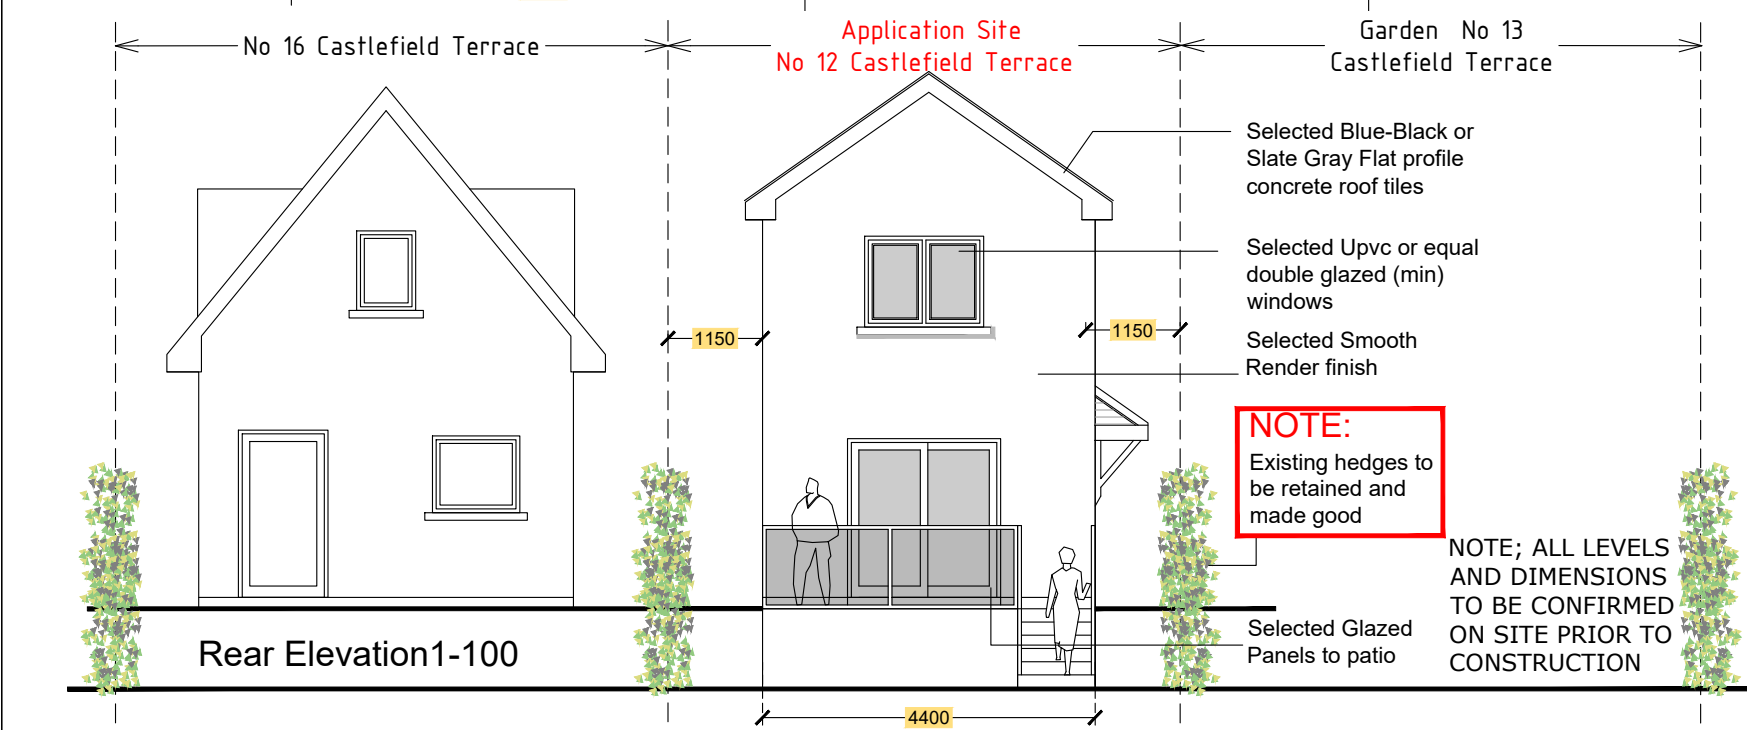 No 16 Castlefield Terrace
Application Site
No 12 Castlefield Terrace
Garden No 13
Castlefield Terrace
Selected Blue-Black or
Slate Gray Flat profile
concrete roof tiles
Selected Upvc or equal
double glazed (min)
windows
1150
1150
Selected Smooth
Render finish
NOTE:
Existing hedges to
be retained and
made good
NOTE; ALL LEVELS
AND DIMENSIONS
TO BE CONFIRMED
ON SITE PRIOR TO
CONSTRUCTION
Selected Glazed
Panels to patio
Rear Elevation1-100
4400